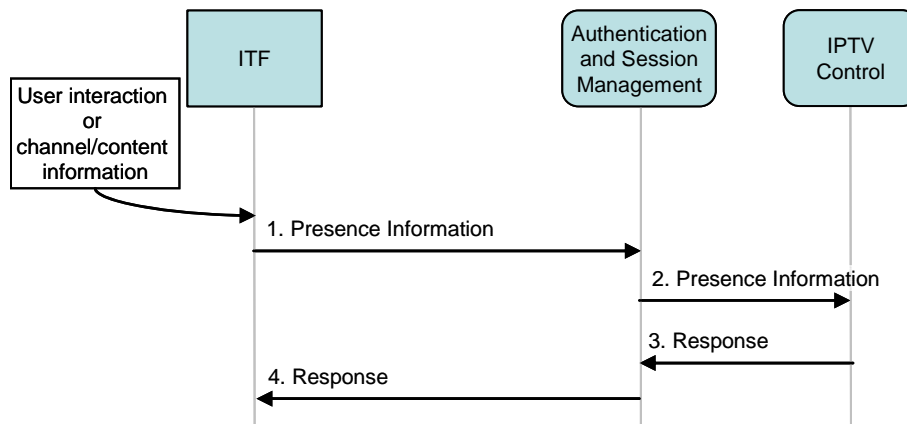 ITF
Authentication
and Session
Management
IPTV
Control
User interaction
or
channel/content
information
1. Presence Information
2. Presence Information
3. Response
4. Response